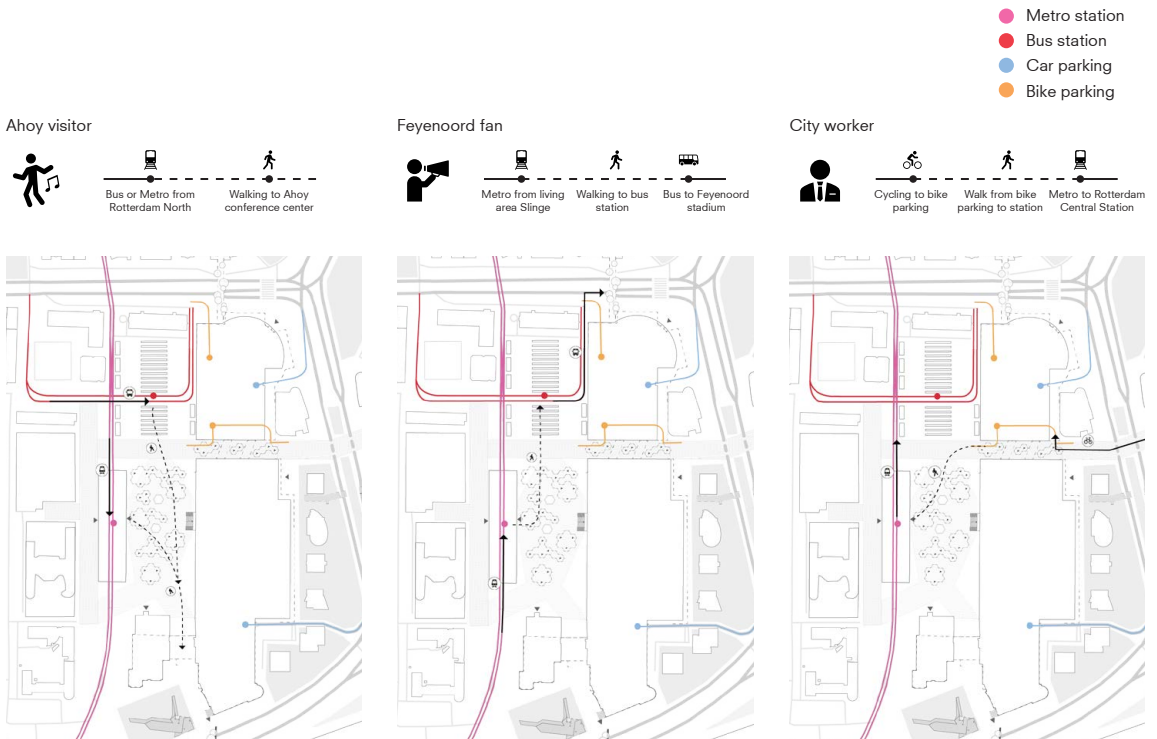 Metro station
Bus station
Car parking
Bike parking
Ahoy visitor
Bus or Metro from
Rotterdam North
Walking to Ahoy
conference center
Feyenoord fan
Metro from living
area Slinge
Walking to bus
station
Bus to Feyenoord
stadium
City worker
Cycling to bike
parking
Walk from bike
parking to station
Metro to Rotterdam
Central Station